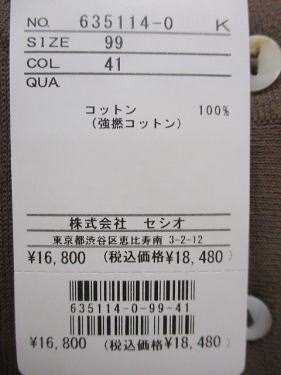 NO. 635114-0 K
SIZE 99
COL 41
QUA
コットン 100%
(強撚コットン)
株式会社 セシオ
東京都渋谷区恵比寿南 3-2-12
¥16,800 (税込価格¥18,480)
635114-0-99-41
¥16,800 (税込価格¥18,480)